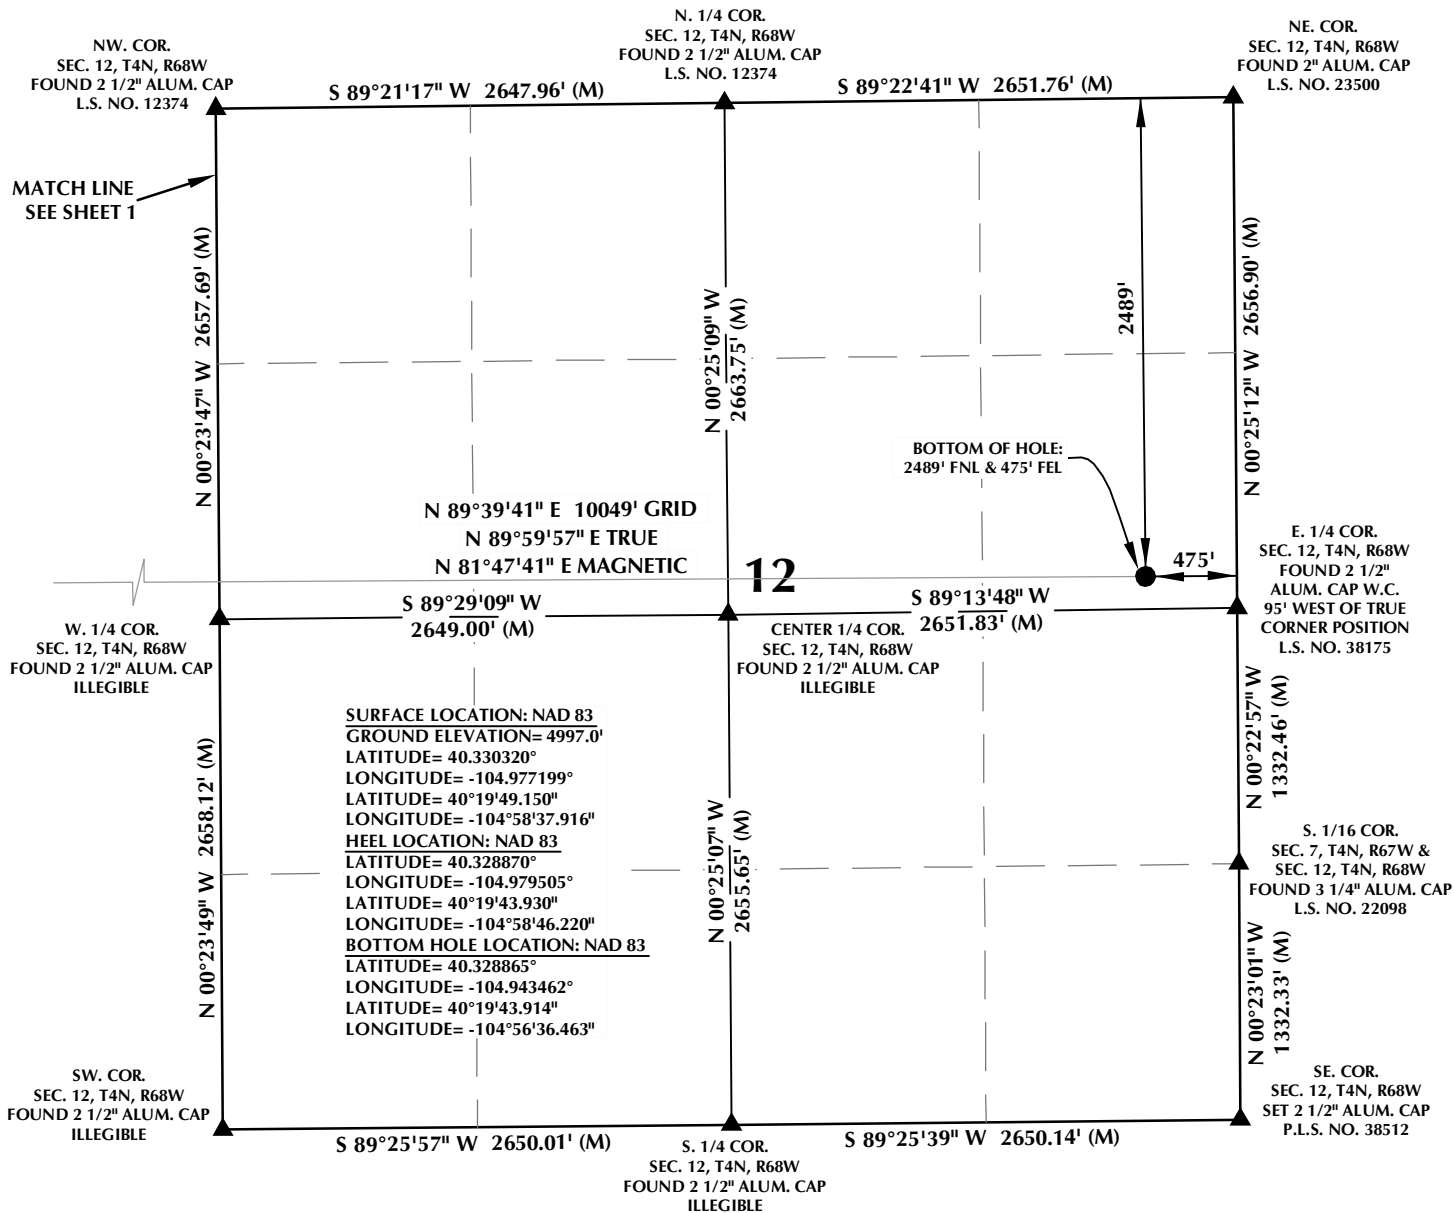 NW. COR.
SEC. 12, T4N, R68W
FOUND 2 1/2" ALUM. CAP
L.S. NO. 12374
N. 1/4 COR.
SEC. 12, T4N, R68W
FOUND 2 1/2" ALUM. CAP
L.S. NO. 12374
NE. COR.
SEC. 12, T4N, R68W
FOUND 2" ALUM. CAP
L.S. NO. 23500
S 89°21'17" W 2647.96' (M)
S 89°22'41" W 2651.76' (M)
MATCH LINE
SEE SHEET 1
N 00°23'47" W 2657.69' (M)
N 00°25'09" W
2663.75' (M)
2489'
N 00°25'12" W 2656.90' (M)
BOTTOM OF HOLE:
2489' FNL & 475' FEL
N 89°39'41" E 10049' GRID
N 89°59'57" E TRUE
N 81°47'41" E MAGNETIC
12
475'
E. 1/4 COR.
SEC. 12, T4N, R68W
FOUND 2 1/2"
ALUM. CAP W.C.
95' WEST OF TRUE
CORNER POSITION
L.S. NO. 38175
S 89°29'09" W
2649.00' (M)
S 89°13'48" W
2651.83' (M)
W. 1/4 COR.
SEC. 12, T4N, R68W
FOUND 2 1/2" ALUM. CAP
ILLEGIBLE
CENTER 1/4 COR.
SEC. 12, T4N, R68W
FOUND 2 1/2" ALUM. CAP
ILLEGIBLE
SURFACE LOCATION: NAD 83
GROUND ELEVATION= 4997.0'
LATITUDE= 40.330320°
LONGITUDE= -104.977199°
LATITUDE= 40°19'49.150"
LONGITUDE= -104°58'37.916"
HEEL LOCATION: NAD 83
LATITUDE= 40.328870°
LONGITUDE= -104.979505°
LATITUDE= 40°19'43.930"
LONGITUDE= -104°58'46.220"
BOTTOM HOLE LOCATION: NAD 83
LATITUDE= 40.328865°
LONGITUDE= -104.943462°
LATITUDE= 40°19'43.914"
LONGITUDE= -104°56'36.463"
N 00°23'49" W 2658.12' (M)
N 00°25'07" W
2655.65' (M)
N 00°22'57" W
1332.46' (M)
S. 1/16 COR.
SEC. 7, T4N, R67W &
SEC. 12, T4N, R68W
FOUND 3 1/4" ALUM. CAP
L.S. NO. 22098
N 00°23'01" W
1332.33' (M)
SW. COR.
SEC. 12, T4N, R68W
FOUND 2 1/2" ALUM. CAP
ILLEGIBLE
S 89°25'57" W 2650.01' (M)
S. 1/4 COR.
SEC. 12, T4N, R68W
FOUND 2 1/2" ALUM. CAP
ILLEGIBLE
S 89°25'39" W 2650.14' (M)
SE. COR.
SEC. 12, T4N, R68W
SET 2 1/2" ALUM. CAP
P.L.S. NO. 38512